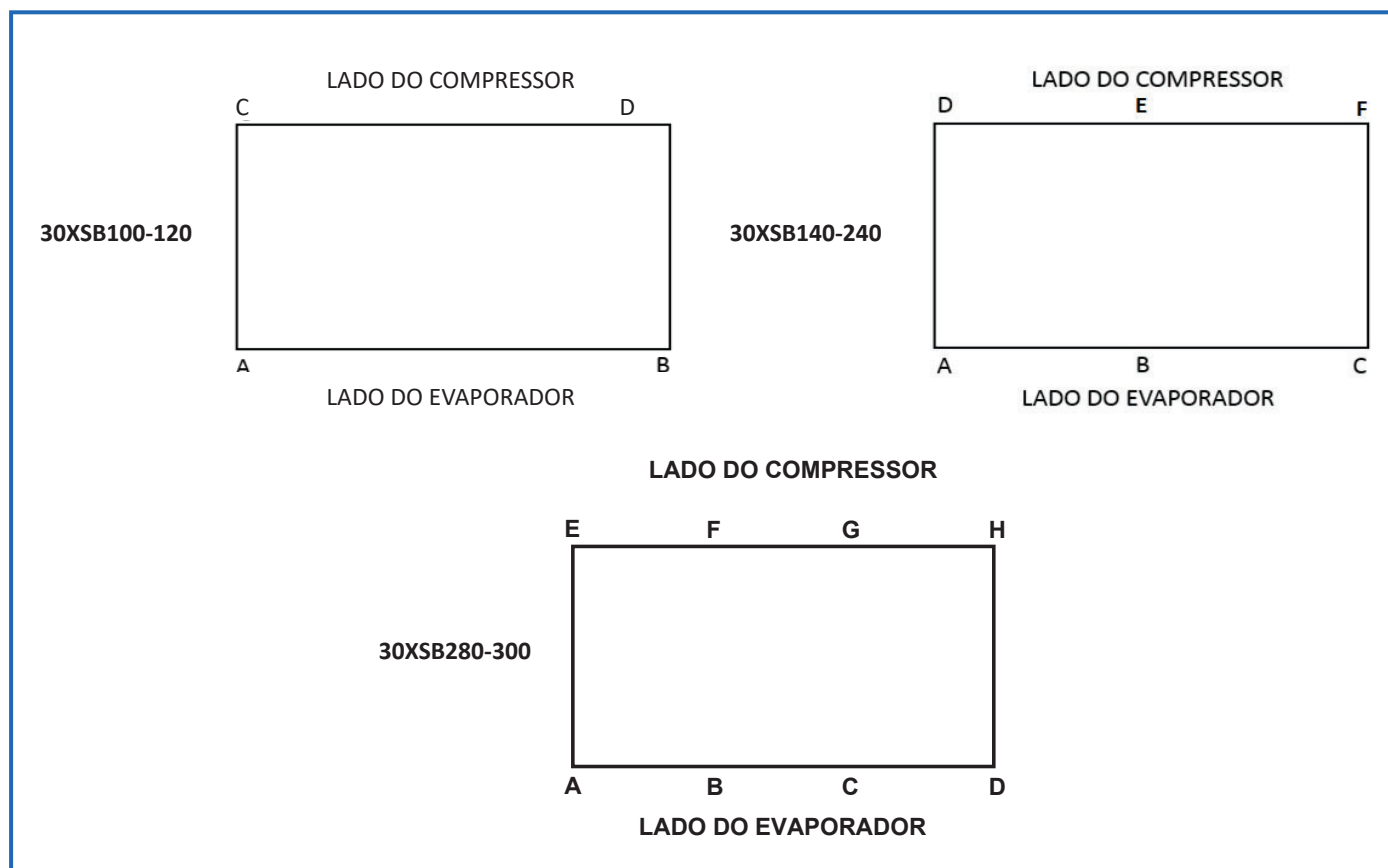 LADO DO COMPRESSOR
C D
30XSB100-120
A B
LADO DO EVAPORADOR
LADO DO COMPRESSOR
D E F
30XSB140-240
A B C
LADO DO EVAPORADOR
LADO DO COMPRESSOR
E F G H
30XSB280-300
A B C D
LADO DO EVAPORADOR